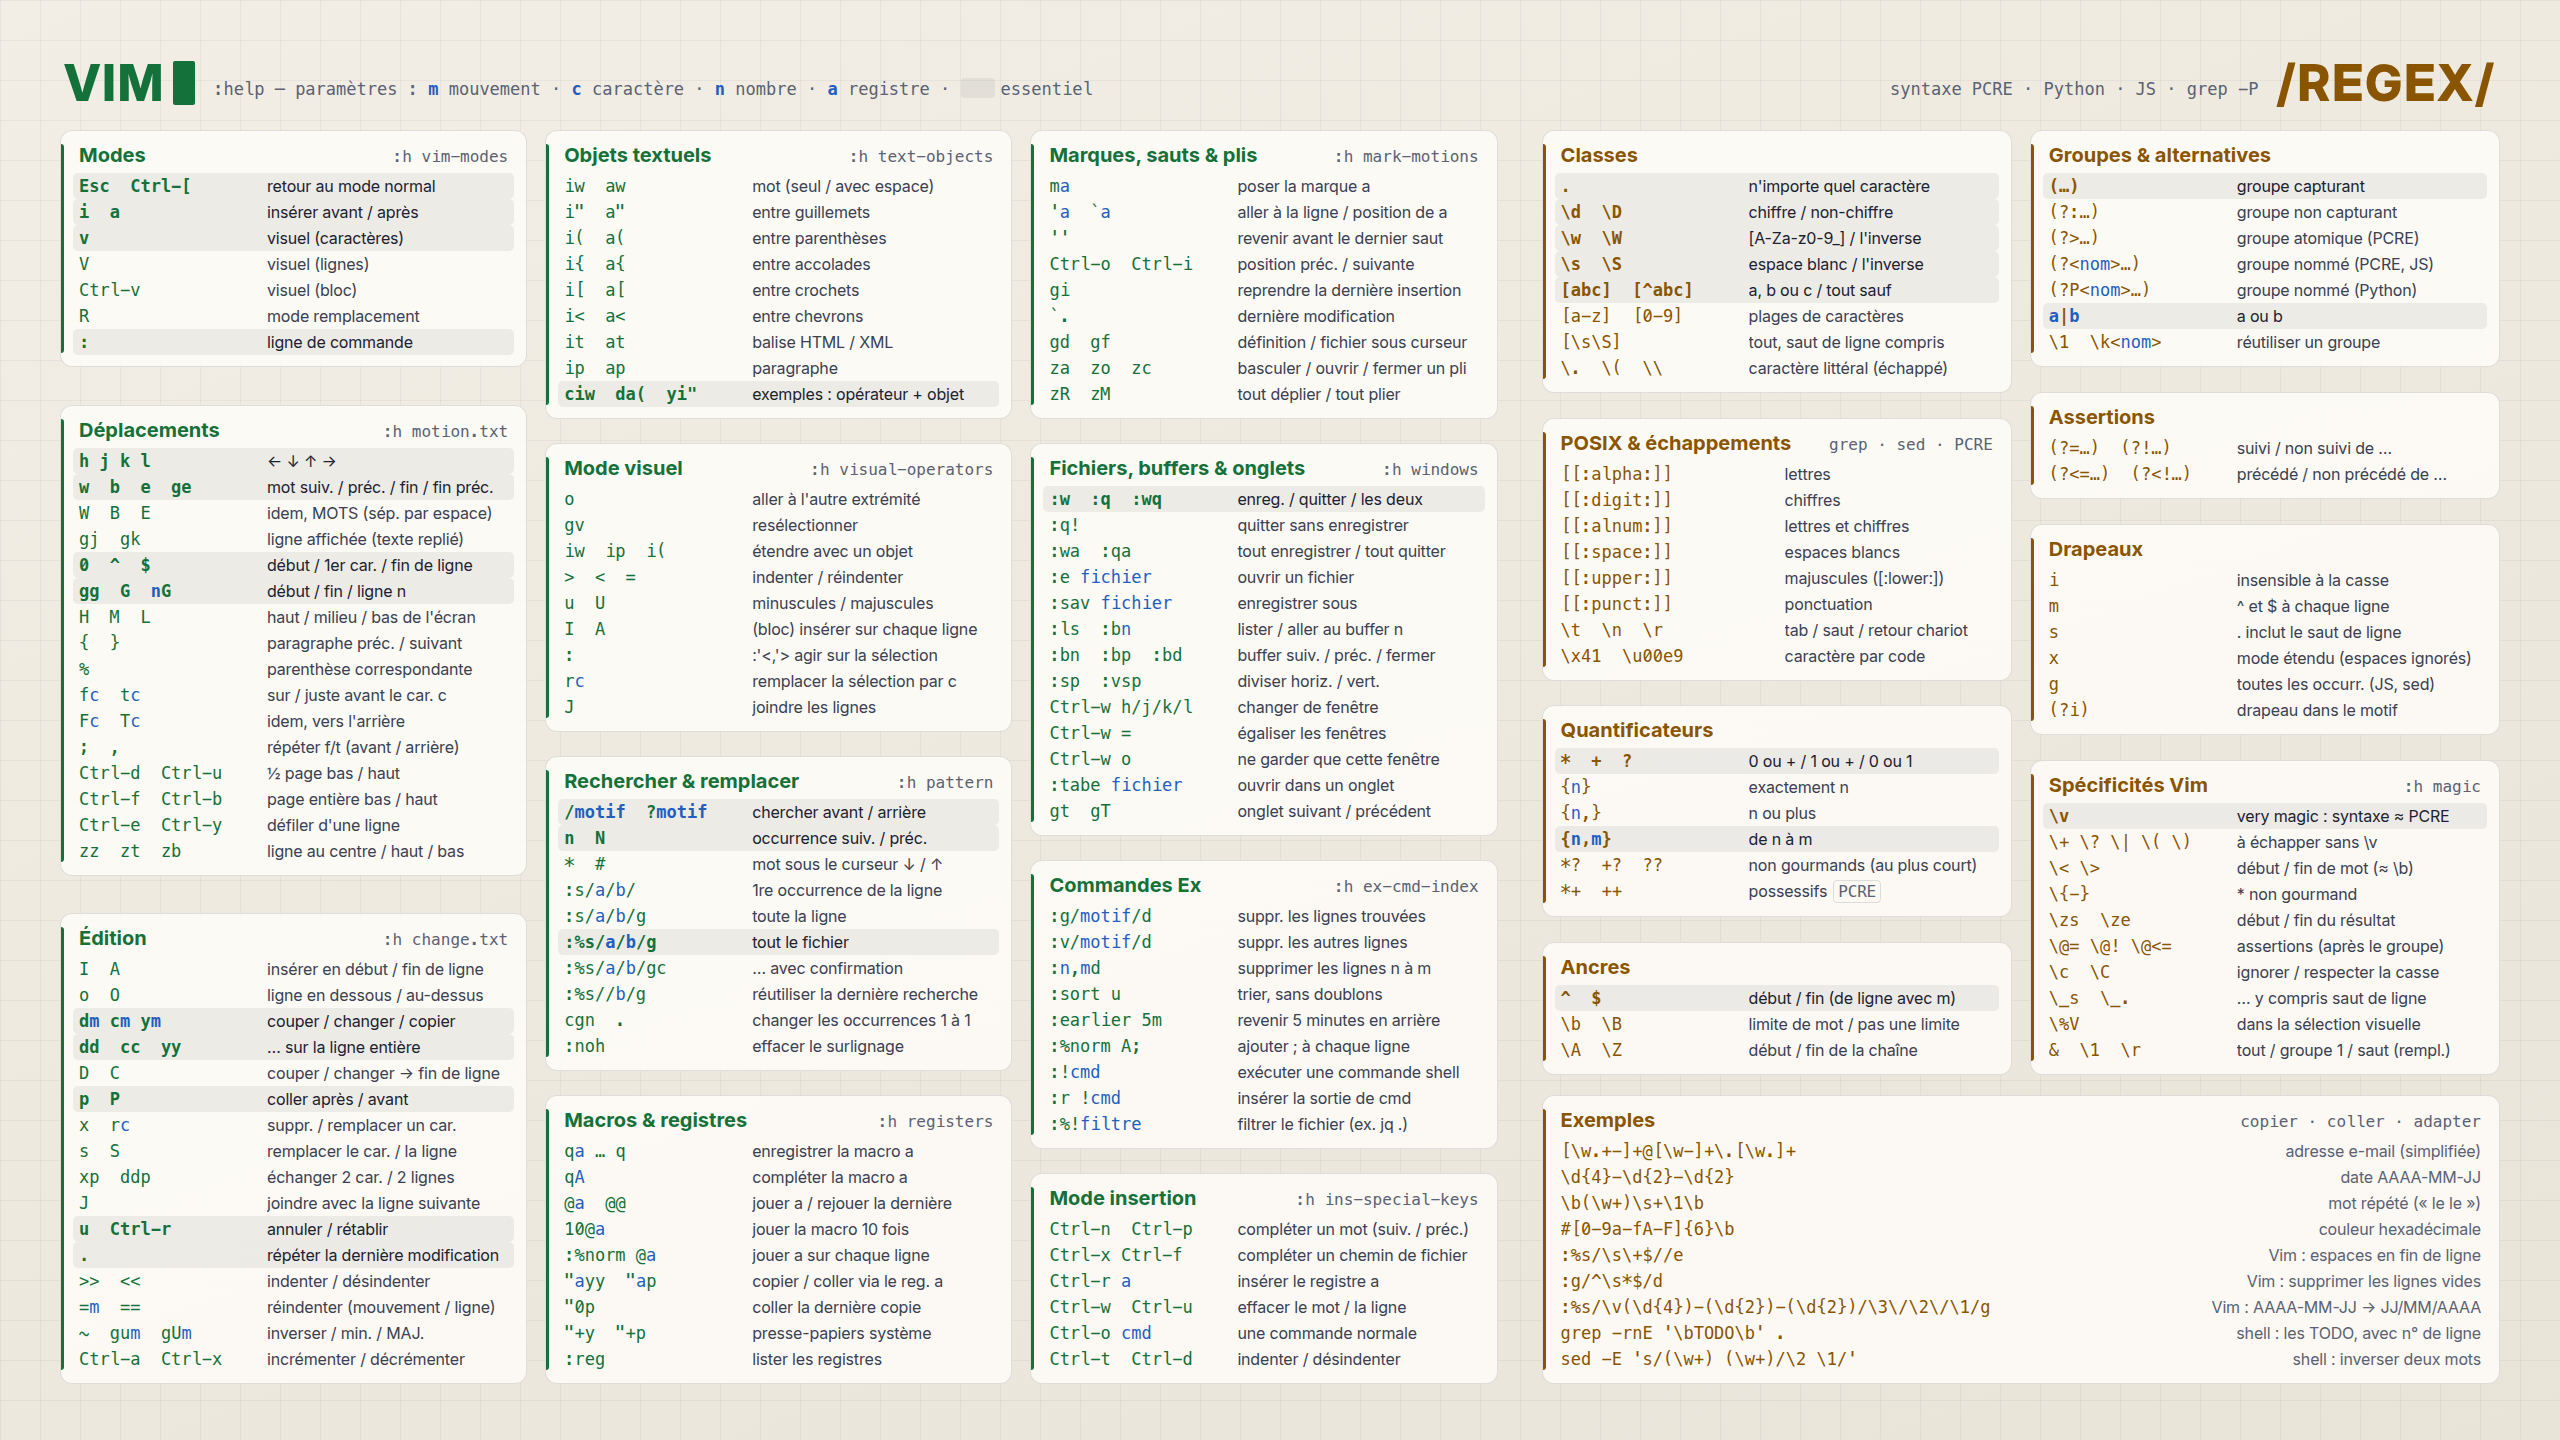 VIM
:help – paramètres : m mouvement · c caractère · n nombre · a registre · essentiel
syntaxe PCRE · Python · JS · grep -P /REGEX/
Modes :h vim-modes
Esc Ctrl-[ retour au mode normal
i a insérer avant / après
v visuel (caractères)
V visuel (lignes)
Ctrl-v visuel (bloc)
R mode remplacement
: ligne de commande
Déplacements :h motion.txt
h j k l ← ↓ ↑ →
w b e ge mot suiv. / préc. / fin / fin préc.
W B E idem, MOTS (sép. par espace)
gj gk ligne affichée (texte replié)
0 ^ $ début / 1er car. / fin de ligne
gg G nG début / fin / ligne n
H M L haut / milieu / bas de l'écran
{ } paragraphe préc. / suivant
% parenthèse correspondante
fc tc sur / juste avant le car. c
Fc Tc idem, vers l'arrière
; , répéter f/t (avant / arrière)
Ctrl-d Ctrl-u ½ page bas / haut
Ctrl-f Ctrl-b page entière bas / haut
Ctrl-e Ctrl-y défiler d'une ligne
zz zt zb ligne au centre / haut / bas
Édition :h change.txt
I A insérer en début / fin de ligne
o O ligne en dessous / au-dessus
dm cm ym couper / changer / copier
dd cc yy … sur la ligne entière
D C couper / changer → fin de ligne
p P coller après / avant
x rc suppr. / remplacer un car.
s S remplacer le car. / la ligne
xp ddp échanger 2 car. / 2 lignes
J joindre avec la ligne suivante
u Ctrl-r annuler / rétablir
. répéter la dernière modification
>> << indenter / désindenter
=m == réindenter (mouvement / ligne)
~ gum gUm inverser / min. / MAJ.
Ctrl-a Ctrl-x incrémenter / décrémenter
Objets textuels :h text-objects
iw aw mot (seul / avec espace)
i" a" entre guillemets
i( a( entre parenthèses
i{ a{ entre accolades
i[ a[ entre crochets
i< a< entre chevrons
it at balise HTML / XML
ip ap paragraphe
ciw da( yi" exemples : opérateur + objet
Mode visuel :h visual-operators
o aller à l'autre extrémité
gv resélectionner
iw ip i( étendre avec un objet
> < = indenter / réindenter
u U minuscules / majuscules
I A (bloc) insérer sur chaque ligne
: :'<,'> agir sur la sélection
rc remplacer la sélection par c
J joindre les lignes
Rechercher & remplacer :h pattern
/motif ?motif chercher avant / arrière
n N occurrence suiv. / préc.
* # mot sous le curseur ↓ / ↑
:s/a/b/ 1re occurrence de la ligne
:s/a/b/g toute la ligne
:%s/a/b/g tout le fichier
:%s/a/b/gc … avec confirmation
:%s//b/g réutiliser la dernière recherche
cgn . changer les occurrences 1 à 1
:noh effacer le surlignage
Macros & registres :h registers
qa … q enregistrer la macro a
qA compléter la macro a
@a @@ jouer a / rejouer la dernière
10@a jouer la macro 10 fois
:%norm @a jouer a sur chaque ligne
"ayy "ap copier / coller via le reg. a
"0p coller la dernière copie
"+y "+p presse-papiers système
:reg lister les registres
Marques, sauts & plis :h mark-motions
ma poser la marque a
'a `a aller à la ligne / position de a
'' revenir avant le dernier saut
Ctrl-o Ctrl-i position préc. / suivante
gi reprendre la dernière insertion
`. dernière modification
gd gf définition / fichier sous curseur
za zo zc basculer / ouvrir / fermer un pli
zR zM tout déplier / tout plier
Fichiers, buffers & onglets :h windows
:w :q :wq enreg. / quitter / les deux
:q! quitter sans enregistrer
:wa :qa tout enregistrer / tout quitter
:e fichier ouvrir un fichier
:sav fichier enregistrer sous
:ls :bn lister / aller au buffer n
:bn :bp :bd buffer suiv. / préc. / fermer
:sp :vsp diviser horiz. / vert.
Ctrl-w h/j/k/l changer de fenêtre
Ctrl-w = égaliser les fenêtres
Ctrl-w o ne garder que cette fenêtre
:tabe fichier ouvrir dans un onglet
gt gT onglet suivant / précédent
Commandes Ex :h ex-cmd-index
:g/motif/d suppr. les lignes trouvées
:v/motif/d suppr. les autres lignes
:n,md supprimer les lignes n à m
:sort u trier, sans doublons
:earlier 5m revenir 5 minutes en arrière
:%norm A; ajouter ; à chaque ligne
:!cmd exécuter une commande shell
:r !cmd insérer la sortie de cmd
:%!filtre filtrer le fichier (ex. jq .)
Mode insertion :h ins-special-keys
Ctrl-n Ctrl-p compléter un mot (suiv. / préc.)
Ctrl-x Ctrl-f compléter un chemin de fichier
Ctrl-r a insérer le registre a
Ctrl-w Ctrl-u effacer le mot / la ligne
Ctrl-o cmd une commande normale
Ctrl-t Ctrl-d indenter / désindenter
Classes
. n'importe quel caractère
\d \D chiffre / non-chiffre
\w \W [A-Za-z0-9_] / l'inverse
\s \S espace blanc / l'inverse
[abc] [^abc] a, b ou c / tout sauf
[a-z] [0-9] plages de caractères
[\s\S] tout, saut de ligne compris
\. \( \\ caractère littéral (échappé)
POSIX & échappements grep · sed · PCRE
[[:alpha:]] lettres
[[:digit:]] chiffres
[[:alnum:]] lettres et chiffres
[[:space:]] espaces blancs
[[:upper:]] majuscules ([:lower:])
[[:punct:]] ponctuation
\t \n \r tab / saut / retour chariot
\x41 \u00e9 caractère par code
Quantificateurs
* + ? 0 ou + / 1 ou + / 0 ou 1
{n} exactement n
{n,} n ou plus
{n,m} de n à m
*? +? ?? non gourmands (au plus court)
*+ ++ possessifs PCRE
Ancres
^ $ début / fin (de ligne avec m)
\b \B limite de mot / pas une limite
\A \Z début / fin de la chaîne
Groupes & alternatives
(…) groupe capturant
(?:…) groupe non capturant
(?>…) groupe atomique (PCRE)
(?<nom>…) groupe nommé (PCRE, JS)
(?P<nom>…) groupe nommé (Python)
a|b a ou b
\1 \k<nom> réutiliser un groupe
Assertions
(?=…) (?!…) suivi / non suivi de …
(?<=…) (?<!…) précédé / non précédé de …
Drapeaux
i insensible à la casse
m ^ et $ à chaque ligne
s . inclut le saut de ligne
x mode étendu (espaces ignorés)
g toutes les occurr. (JS, sed)
(?i) drapeau dans le motif
Spécificités Vim :h magic
\v very magic : syntaxe ≈ PCRE
\+ \? \| \( \) à échapper sans \v
\< \> début / fin de mot (≈ \b)
\{-} * non gourmand
\zs \ze début / fin du résultat
\@= \@! \@<= assertions (après le groupe)
\c \C ignorer / respecter la casse
\_s \_. … y compris saut de ligne
\%V dans la sélection visuelle
& \1 \r tout / groupe 1 / saut (rempl.)
Exemples copier · coller · adapter
[\w.+-]+@[\w-]+\.[\w.]+ adresse e-mail (simplifiée)
\d{4}-\d{2}-\d{2} date AAAA-MM-JJ
\b(\w+)\s+\1\b mot répété (« le le »)
#[0-9a-fA-F]{6}\b couleur hexadécimale
:%s/\s\+$//e Vim : espaces en fin de ligne
:g/^\s*$/d Vim : supprimer les lignes vides
:%s/\v(\d{4})-(\d{2})-(\d{2})/\3\/\2\/\1/g Vim : AAAA-MM-JJ → JJ/MM/AAAA
grep -rnE '\bTODO\b' . shell : les TODO, avec n° de ligne
sed -E 's/(\w+) (\w+)/\2 \1/' shell : inverser deux mots